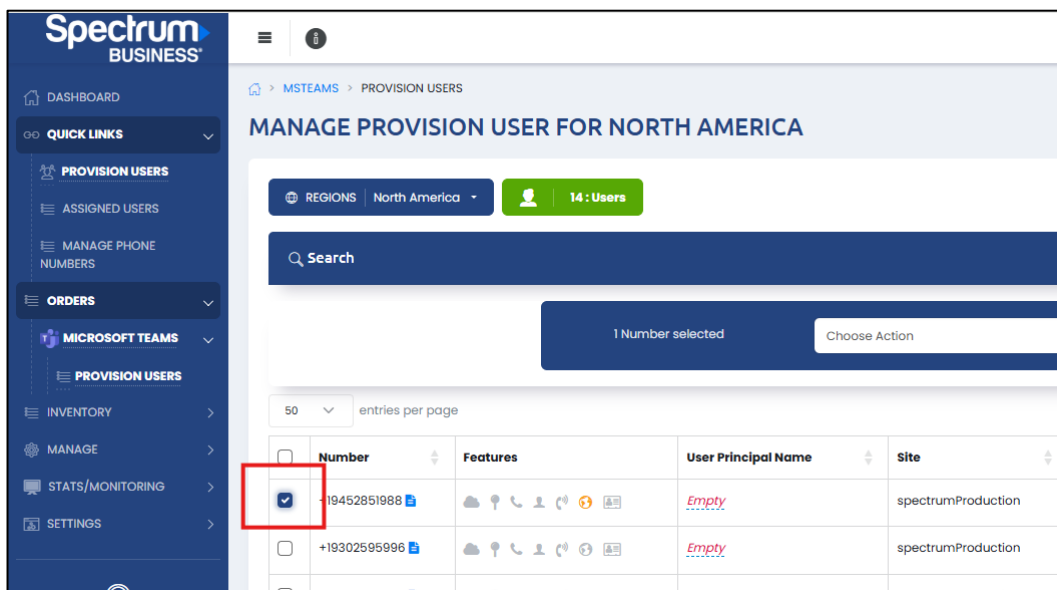 Spectrum
BUSINESS®
DASHBOARD
QUICK LINKS
PROVISION USERS
ASSIGNED USERS
MANAGE PHONE
NUMBERS
ORDERS
MICROSOFT TEAMS
PROVISION USERS
INVENTORY
MANAGE
STATS/MONITORING
SETTINGS
> MSTEAMS > PROVISION USERS
MANAGE PROVISION USER FOR NORTH AMERICA
REGIONS North America
14 : Users
Search
1 Number selected
Choose Action
50 entries per page
Number Features User Principal Name Site
+19452851988 Empty spectrumProduction
+19302595996 Empty spectrumProduction